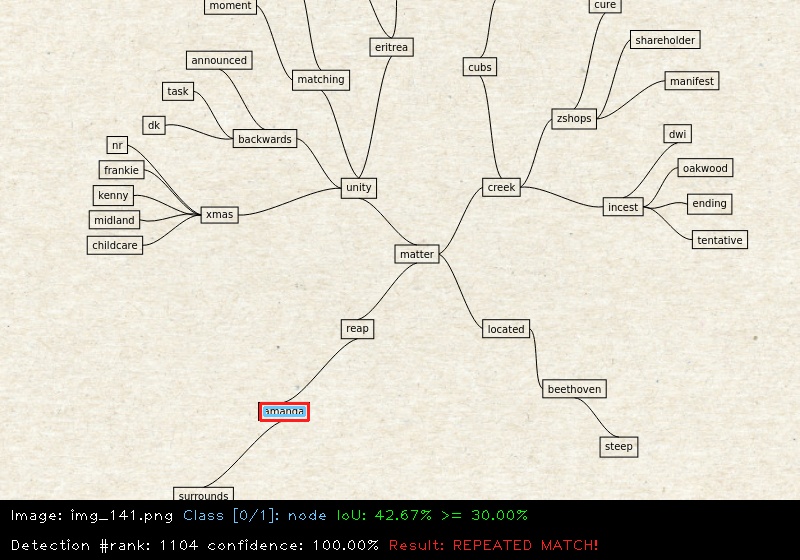 moment
cure
eritrea
shareholder
announced
cubs
matching
manifest
task
zshops
dk
backwards
dwi
nr
frankie
oakwood
unity
creek
kenny
xmas
incest
ending
midland
childcare
tentative
matter
reap
located
beethoven
amanda
steep
surrounds
Image: img_141.png Class [0/1]: node IoU: 42.67% >= 30.00%
Detection #rank: 1104 confidence: 100.00% Result: REPEATED MATCH!